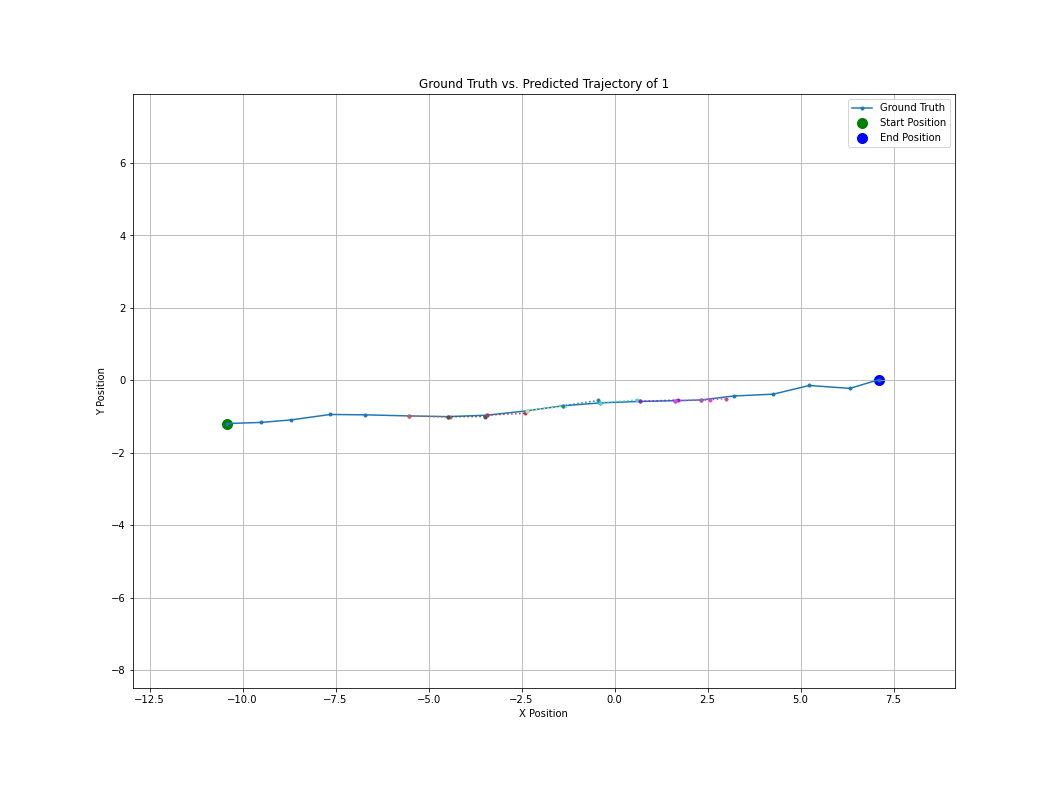 Ground Truth vs. Predicted Trajectory of 1
Ground Truth
Start Position
End Position
6
4
2
0
−2
−4
−6
−8
Y Position
−12.5 −10.0 −7.5 −5.0 −2.5 0.0 2.5 5.0 7.5
X Position